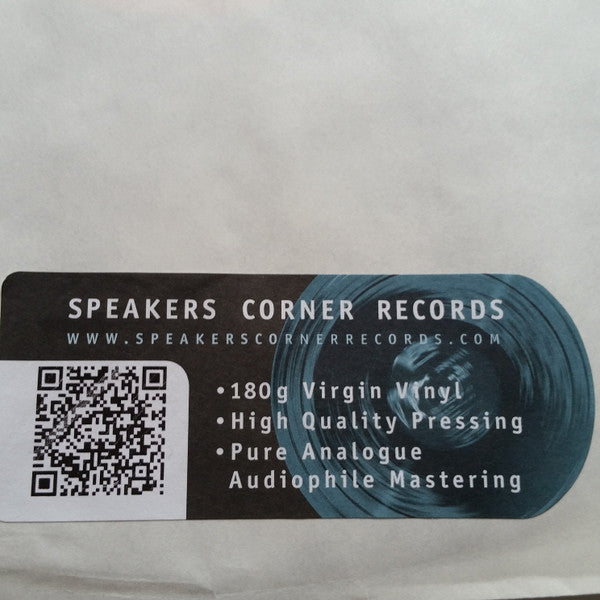 SPEAKERS CORNER RECORDS
WWW.SPEAKERSCORNERRECORDS.COM
•180g Virgin Vinyl
•High Quality Pressing
•Pure Analogue
Audiophile Mastering